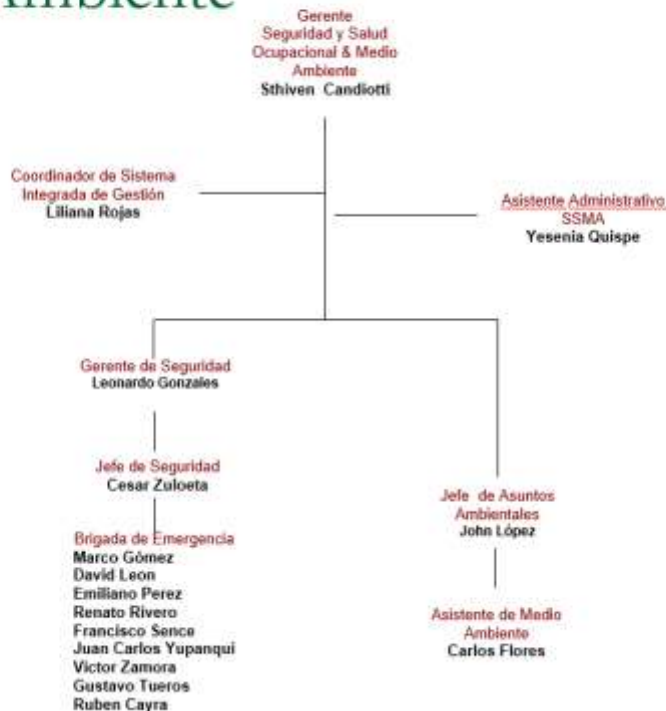 Ambiente
Gerente
Seguridad y Salud
Ocupacional & Medio
Ambiente
Sthiven Candiotti
Coordinador de Sistema
Integrada de Gestión
Liliana Rojas
Asistente Administrativo
SSMA
Yesenia Quispe
Gerente de Seguridad
Leonardo Gonzales
Jefe de Seguridad
Cesar Zuloeta
Brigada de Emergencia
Marco Gómez
David Leon
Emiliano Perez
Renato Rivero
Francisco Sence
Juan Carlos Yupanqui
Victor Zamora
Gustavo Tueros
Ruben Cayra
Jefe de Asuntos
Ambientales
John López
Asistente de Medio
Ambiente
Carlos Flores